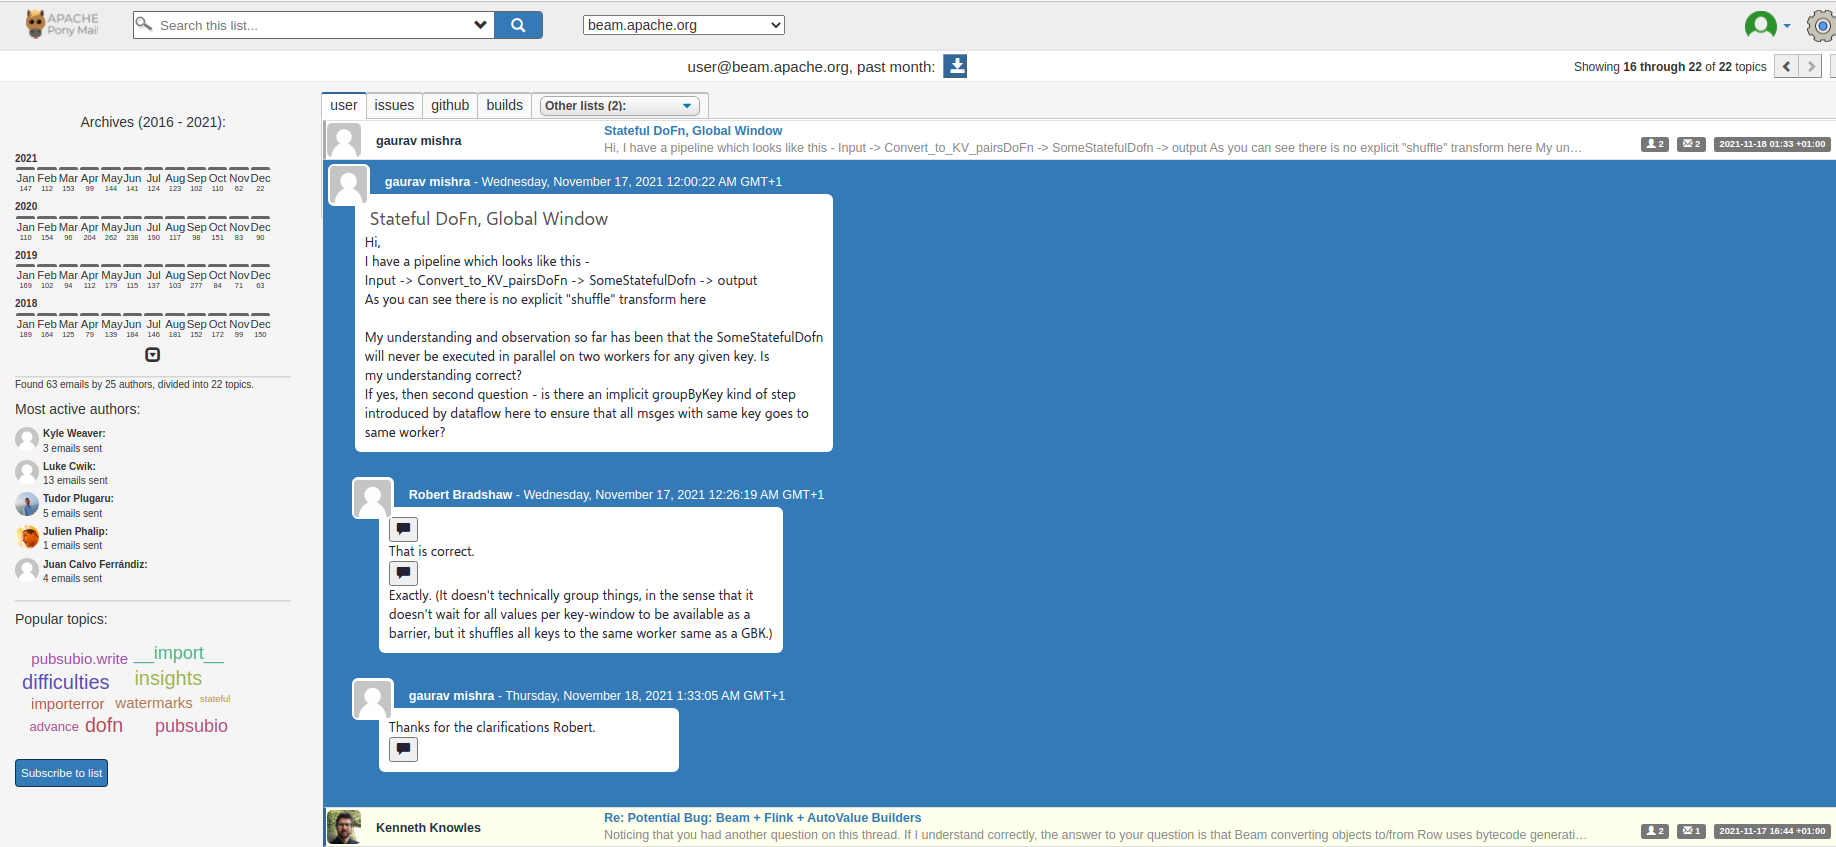 APACHE
Pony Mail
Search this list...
beam.apache.org
user@beam.apache.org, past month:
Showing 16 through 22 of 22 topics
user
issues
github
builds
Other lists (2):
Archives (2016 - 2021):
2021
Jan Feb Mar Apr May Jun Jul Aug Sep Oct Nov Dec
147 112 153 99 144 141 124 123 102 110 62 22
2020
Jan Feb Mar Apr May Jun Jul Aug Sep Oct Nov Dec
110 154 96 204 262 238 190 117 98 151 83 90
2019
Jan Feb Mar Apr May Jun Jul Aug Sep Oct Nov Dec
169 102 94 112 179 115 137 103 277 84 71 63
2018
Jan Feb Mar Apr May Jun Jul Aug Sep Oct Nov Dec
189 164 125 79 139 184 146 181 152 172 99 150
Found 63 emails by 25 authors, divided into 22 topics.
Most active authors:
Kyle Weaver:
3 emails sent
Luke Cwik:
13 emails sent
Tudor Plugaru:
5 emails sent
Julien Phalip:
1 emails sent
Juan Calvo Ferrándiz:
4 emails sent
Popular topics:
pubsubio.write __import__
difficulties insights
importerror watermarks stateful
advance dofn pubsubio
Subscribe to list
gaurav mishra
Stateful DoFn, Global Window
Hi, I have a pipeline which looks like this - Input -> Convert_to_KV_pairsDoFn -> SomeStatefulDofn -> output As you can see there is no explicit "shuffle" transform here My un…
2
2
2021-11-18 01:33 +01:00
gaurav mishra - Wednesday, November 17, 2021 12:00:22 AM GMT+1
Stateful DoFn, Global Window
Hi,
I have a pipeline which looks like this -
Input -> Convert_to_KV_pairsDoFn -> SomeStatefulDofn -> output
As you can see there is no explicit "shuffle" transform here
My understanding and observation so far has been that the SomeStatefulDofn
will never be executed in parallel on two workers for any given key. Is
my understanding correct?
If yes, then second question - is there an implicit groupByKey kind of step
introduced by dataflow here to ensure that all msges with same key goes to
same worker?
Robert Bradshaw - Wednesday, November 17, 2021 12:26:19 AM GMT+1
That is correct.
Exactly. (It doesn't technically group things, in the sense that it
doesn't wait for all values per key-window to be available as a
barrier, but it shuffles all keys to the same worker same as a GBK.)
gaurav mishra - Thursday, November 18, 2021 1:33:05 AM GMT+1
Thanks for the clarifications Robert.
Kenneth Knowles
Re: Potential Bug: Beam + Flink + AutoValue Builders
Noticing that you had another question on this thread. If I understand correctly, the answer to your question is that Beam converting objects to/from Row uses bytecode generati…
2
1
2021-11-17 16:44 +01:00